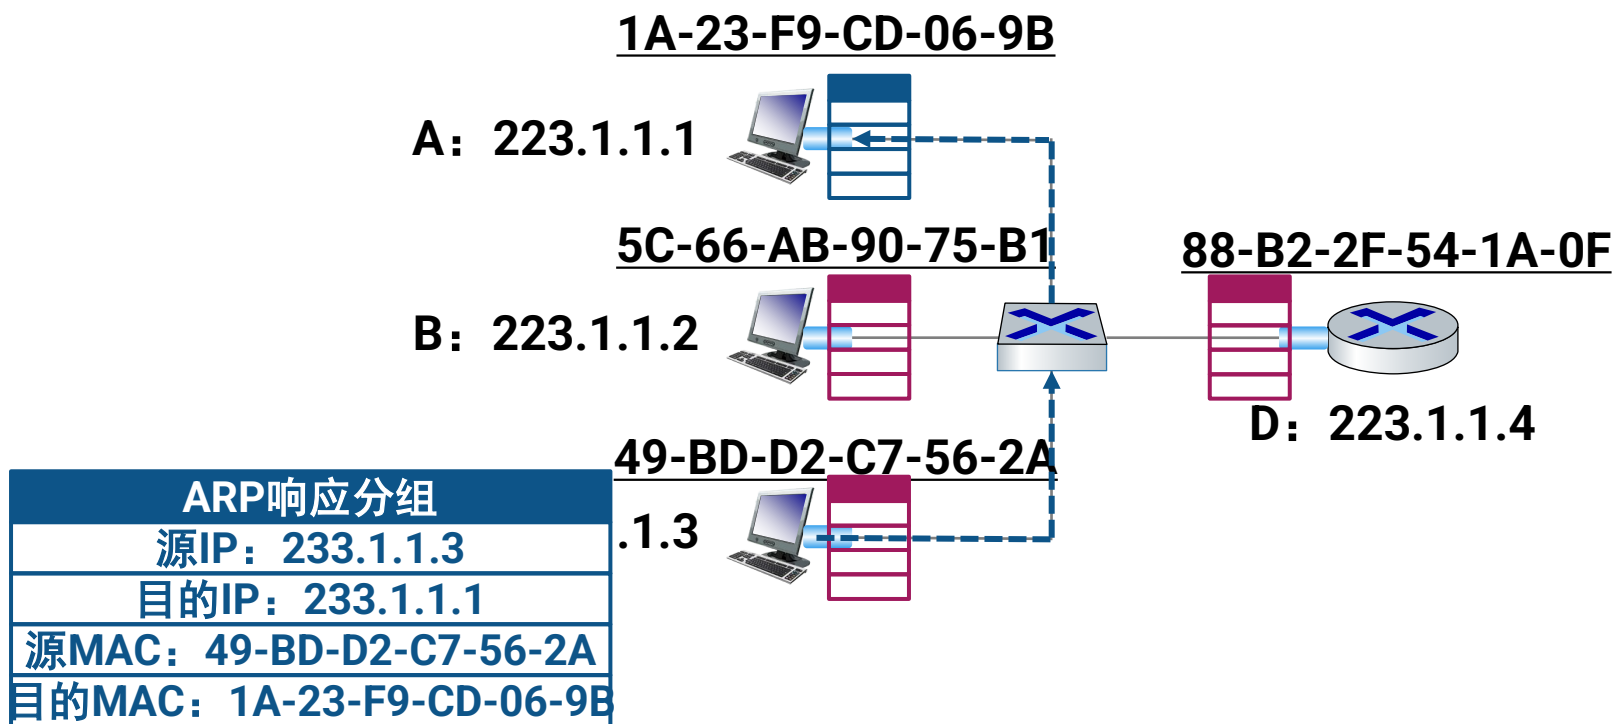 1A-23-F9-CD-06-9B
A：223.1.1.1
5C-66-AB-90-75-B1
88-B2-2F-54-1A-0F
B：223.1.1.2
D：223.1.1.4
49-BD-D2-C7-56-2A
.1.3
ARP响应分组
源IP：233.1.1.3
目的IP：233.1.1.1
源MAC：49-BD-D2-C7-56-2A
目的MAC：1A-23-F9-CD-06-9B